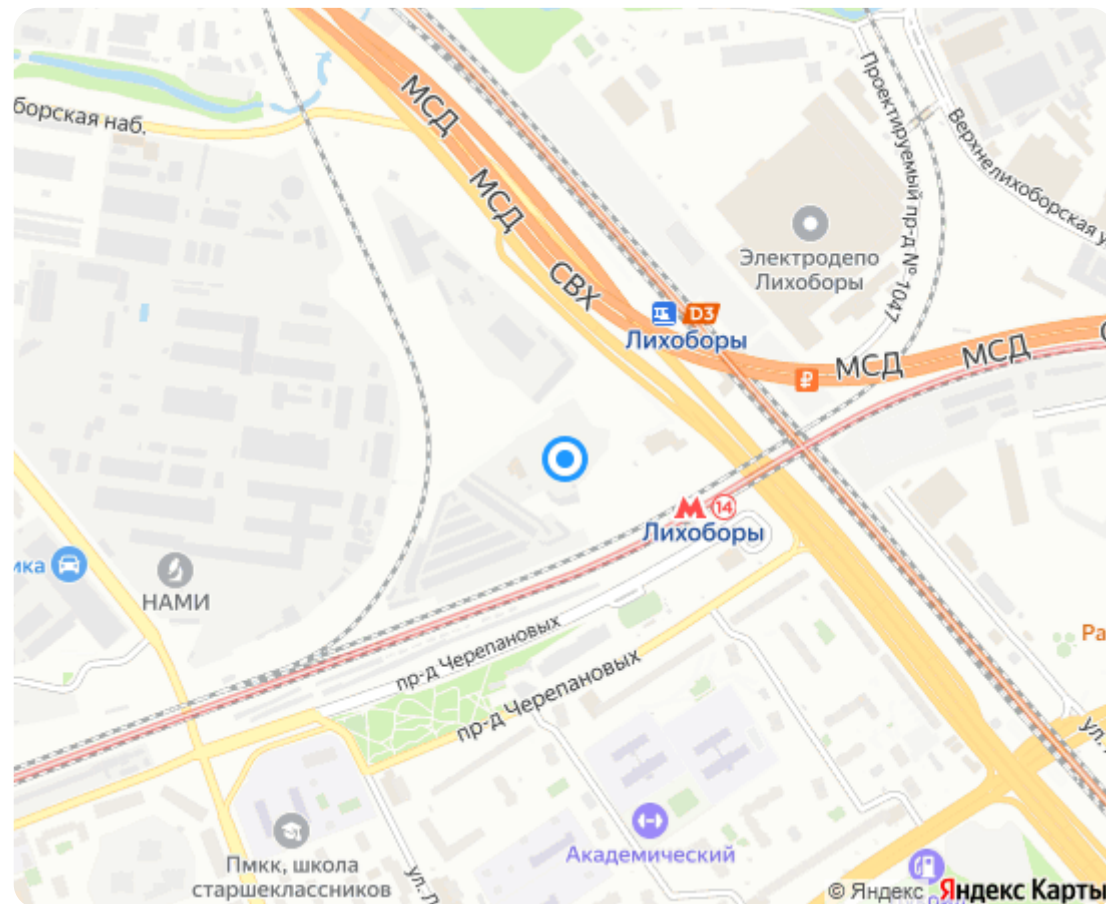 борская наб.
МСД
МСД
СВХ
Проектируемый пр-д № 1047
Верхнелихоборская у
Электродепо
Лихоборы
D3
Лихоборы
₽
МСД
МСД
М 14
Лихоборы
ика
НАМИ
пр-д Черепановых
пр-д Черепановых
Ра
ул.
Пмкк, школа
старшеклассников
ул. Л
Академический
© Яндекс Яндекс Карты